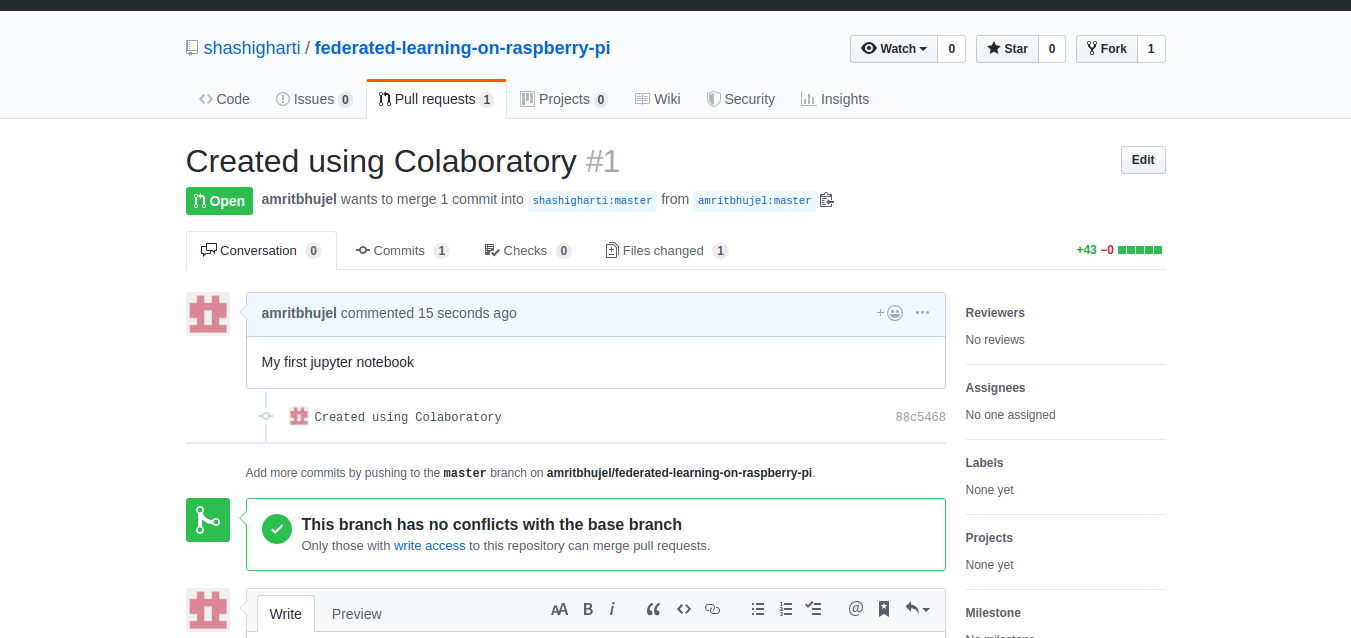 shashigharti / federated-learning-on-raspberry-pi
Watch 0 Star 0 Fork 1
Code Issues 0 Pull requests 1 Projects 0 Wiki Security Insights
Created using Colaboratory #1
Edit
Open amritbhujel wants to merge 1 commit into shashigharti:master from amritbhujel:master
Conversation 0 Commits 1 Checks 0 Files changed 1
+43 −0
amritbhujel commented 15 seconds ago
My first jupyter notebook
Created using Colaboratory 88c5468
Add more commits by pushing to the master branch on amritbhujel/federated-learning-on-raspberry-pi.
This branch has no conflicts with the base branch
Only those with write access to this repository can merge pull requests.
Write Preview
AA B i “ <> @
Reviewers
No reviews
Assignees
No one assigned
Labels
None yet
Projects
None yet
Milestone
No milestone